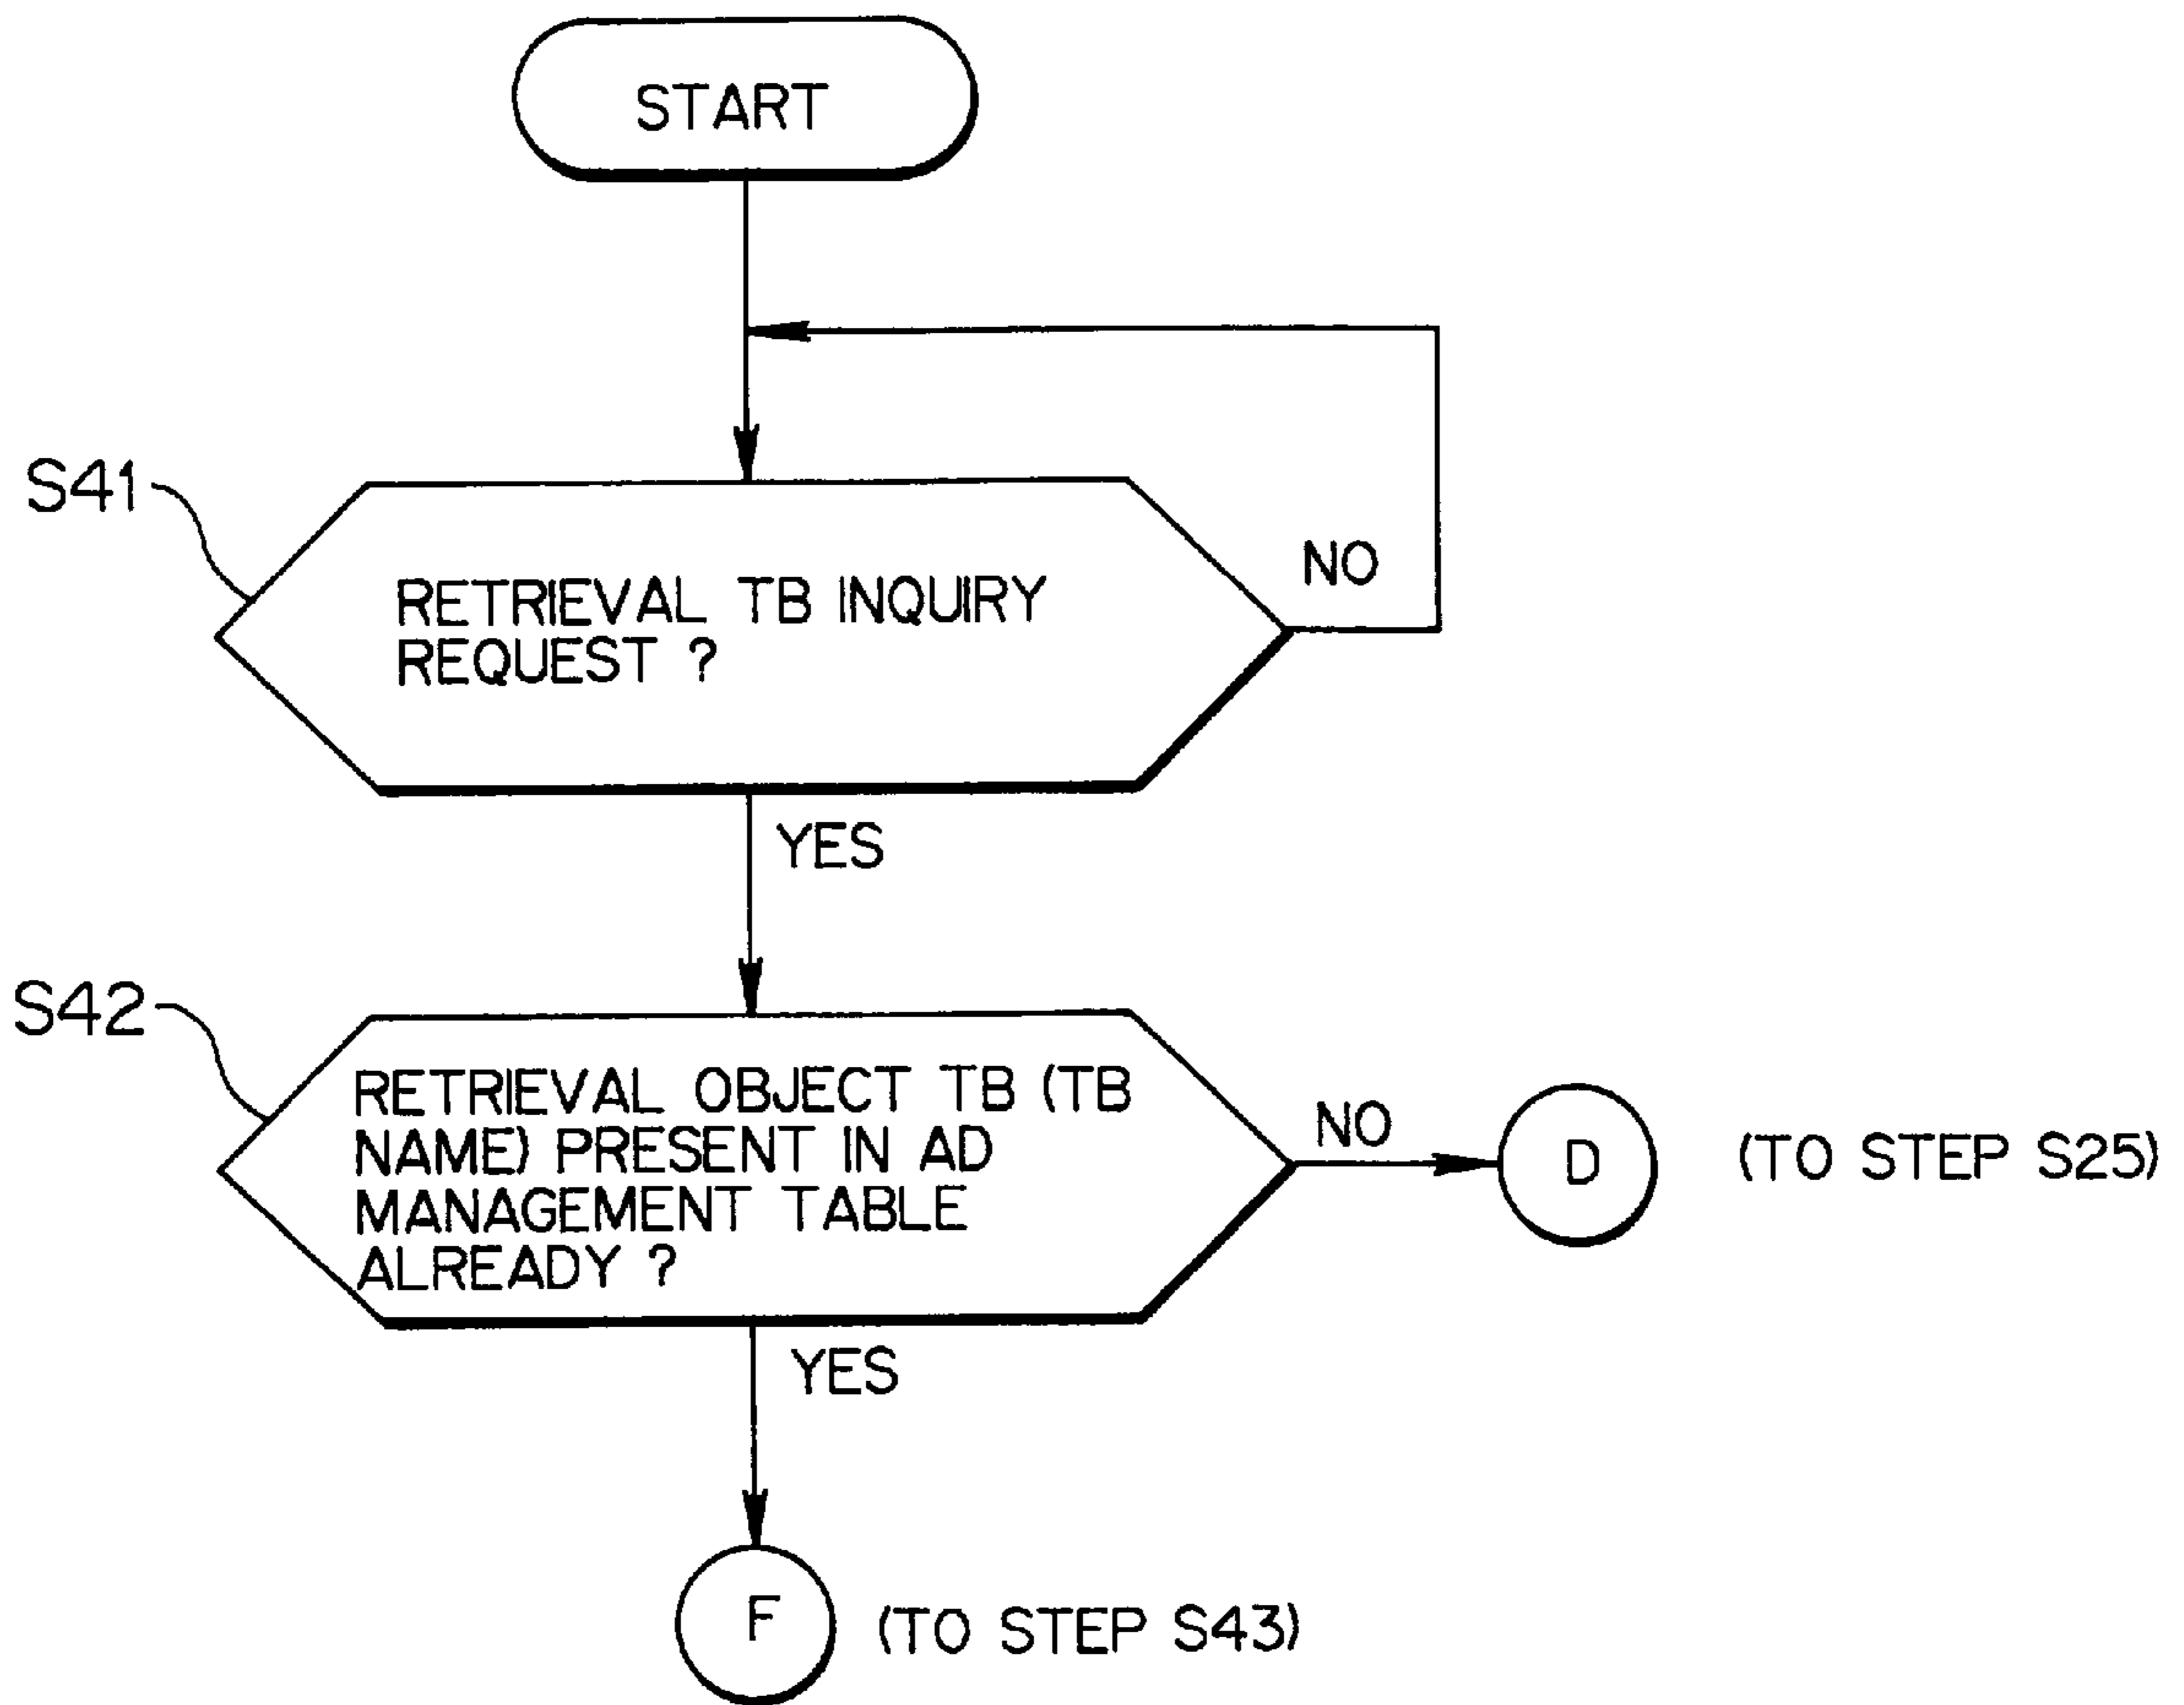 START
S41
NO
RETRIEVAL TB INQUIRY
REQUEST ?
YES
S42
RETRIEVAL OBJECT TB (TB
NAME) PRESENT IN AD
MANAGEMENT TABLE
ALREADY ?
NO
D
(TO STEP S25)
YES
F
(TO STEP S43)